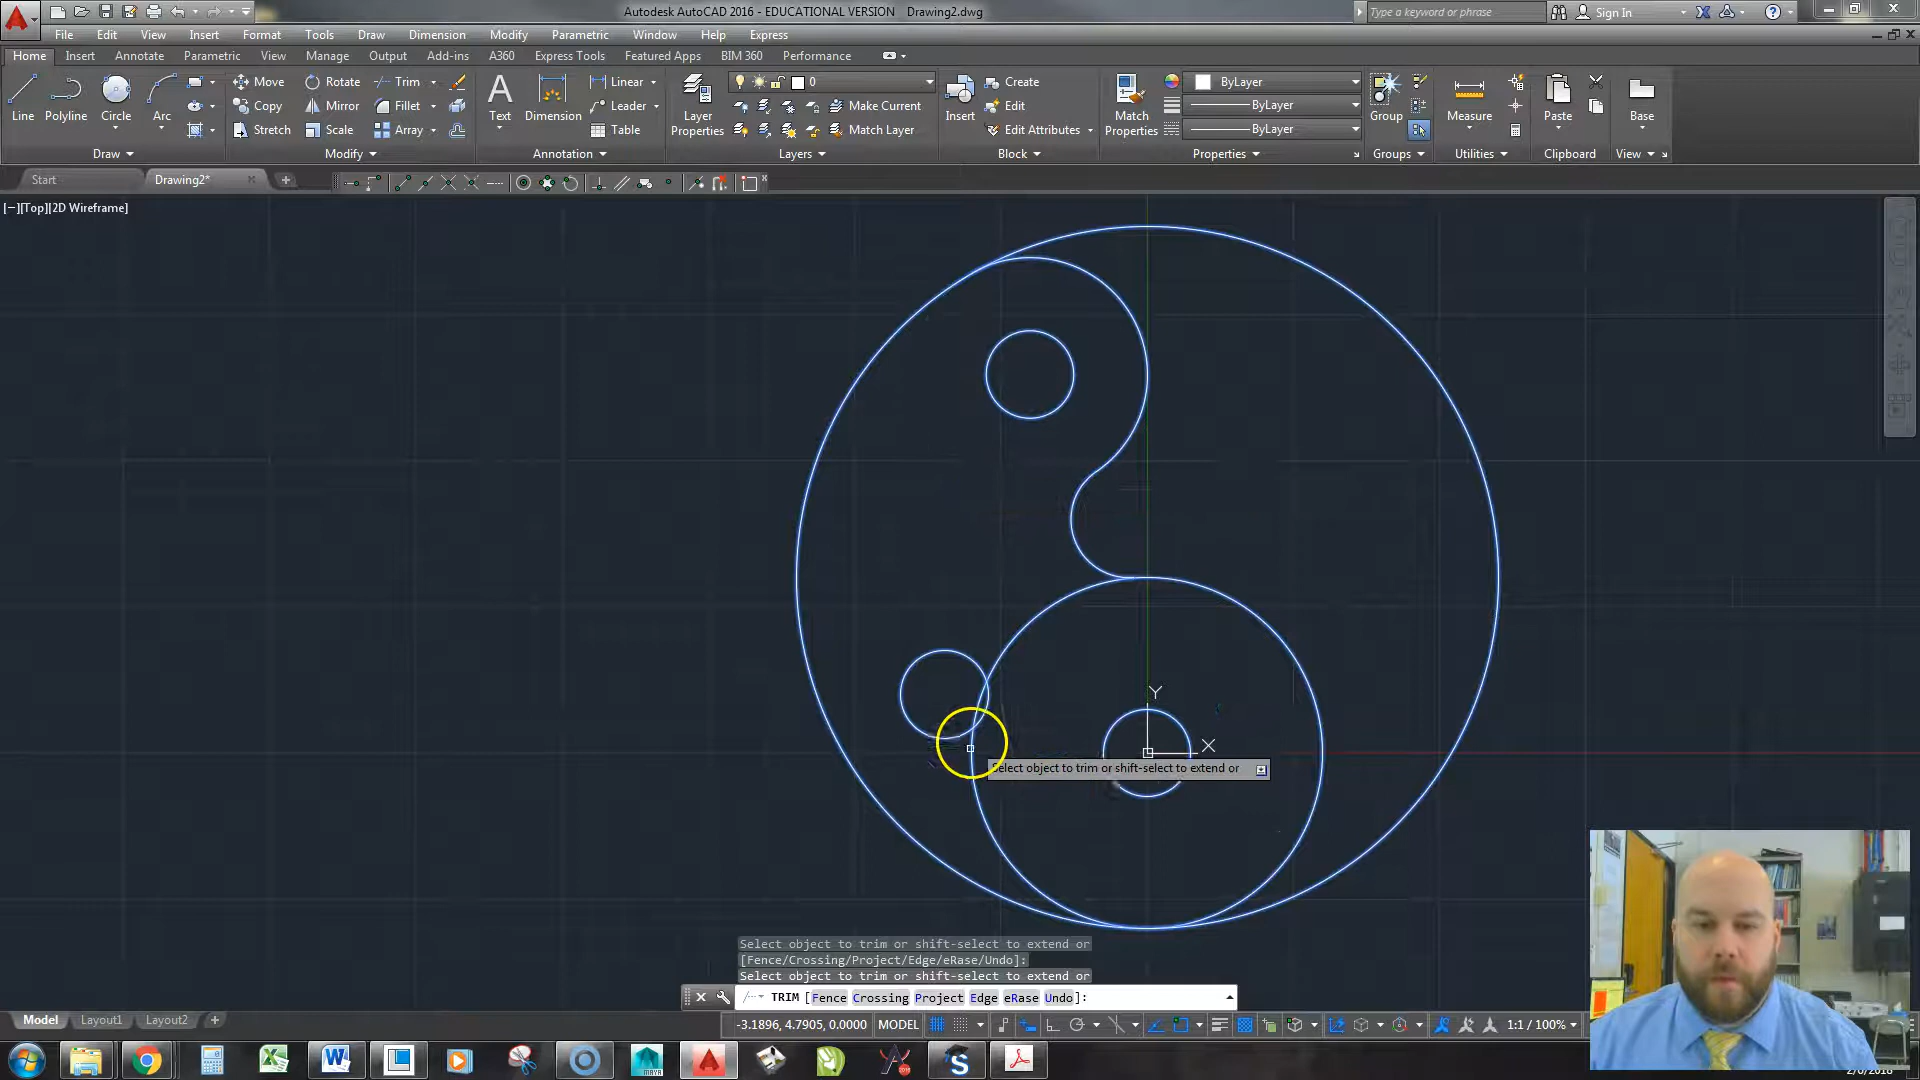 Autodesk AutoCAD 2016 - EDUCATIONAL VERSION Drawing2.dwg
Type a keyword or phrase
Sign In
File Edit View Insert Format Tools Draw Dimension Modify Parametric Window Help Express
Home Insert Annotate Parametric View Manage Output Add-ins A360 Express Tools Featured Apps BIM 360 Performance
Line
Polyline
Circle
Arc
Draw
Move
Rotate
Trim
Copy
Mirror
Fillet
Stretch
Scale
Array
Modify
Text
Dimension
Linear
Leader
Table
Annotation
Layer
Properties
0
Make Current
Match Layer
Layers
Insert
Create
Edit
Edit Attributes
Block
Match
Properties
ByLayer
ByLayer
ByLayer
Properties
Group
Groups
Measure
Utilities
Paste
Clipboard
Base
View
Start
Drawing2*
[−][Top][2D Wireframe]
Y
X
Select object to trim or shift-select to extend or
Select object to trim or shift-select to extend or
[Fence/Crossing/Project/Edge/eRase/Undo]:
Select object to trim or shift-select to extend or
TRIM [Fence Crossing Project Edge eRase Undo]:
Model Layout1 Layout2
-3.1896, 4.7905, 0.0000 MODEL
1:1 / 100%
MAYA